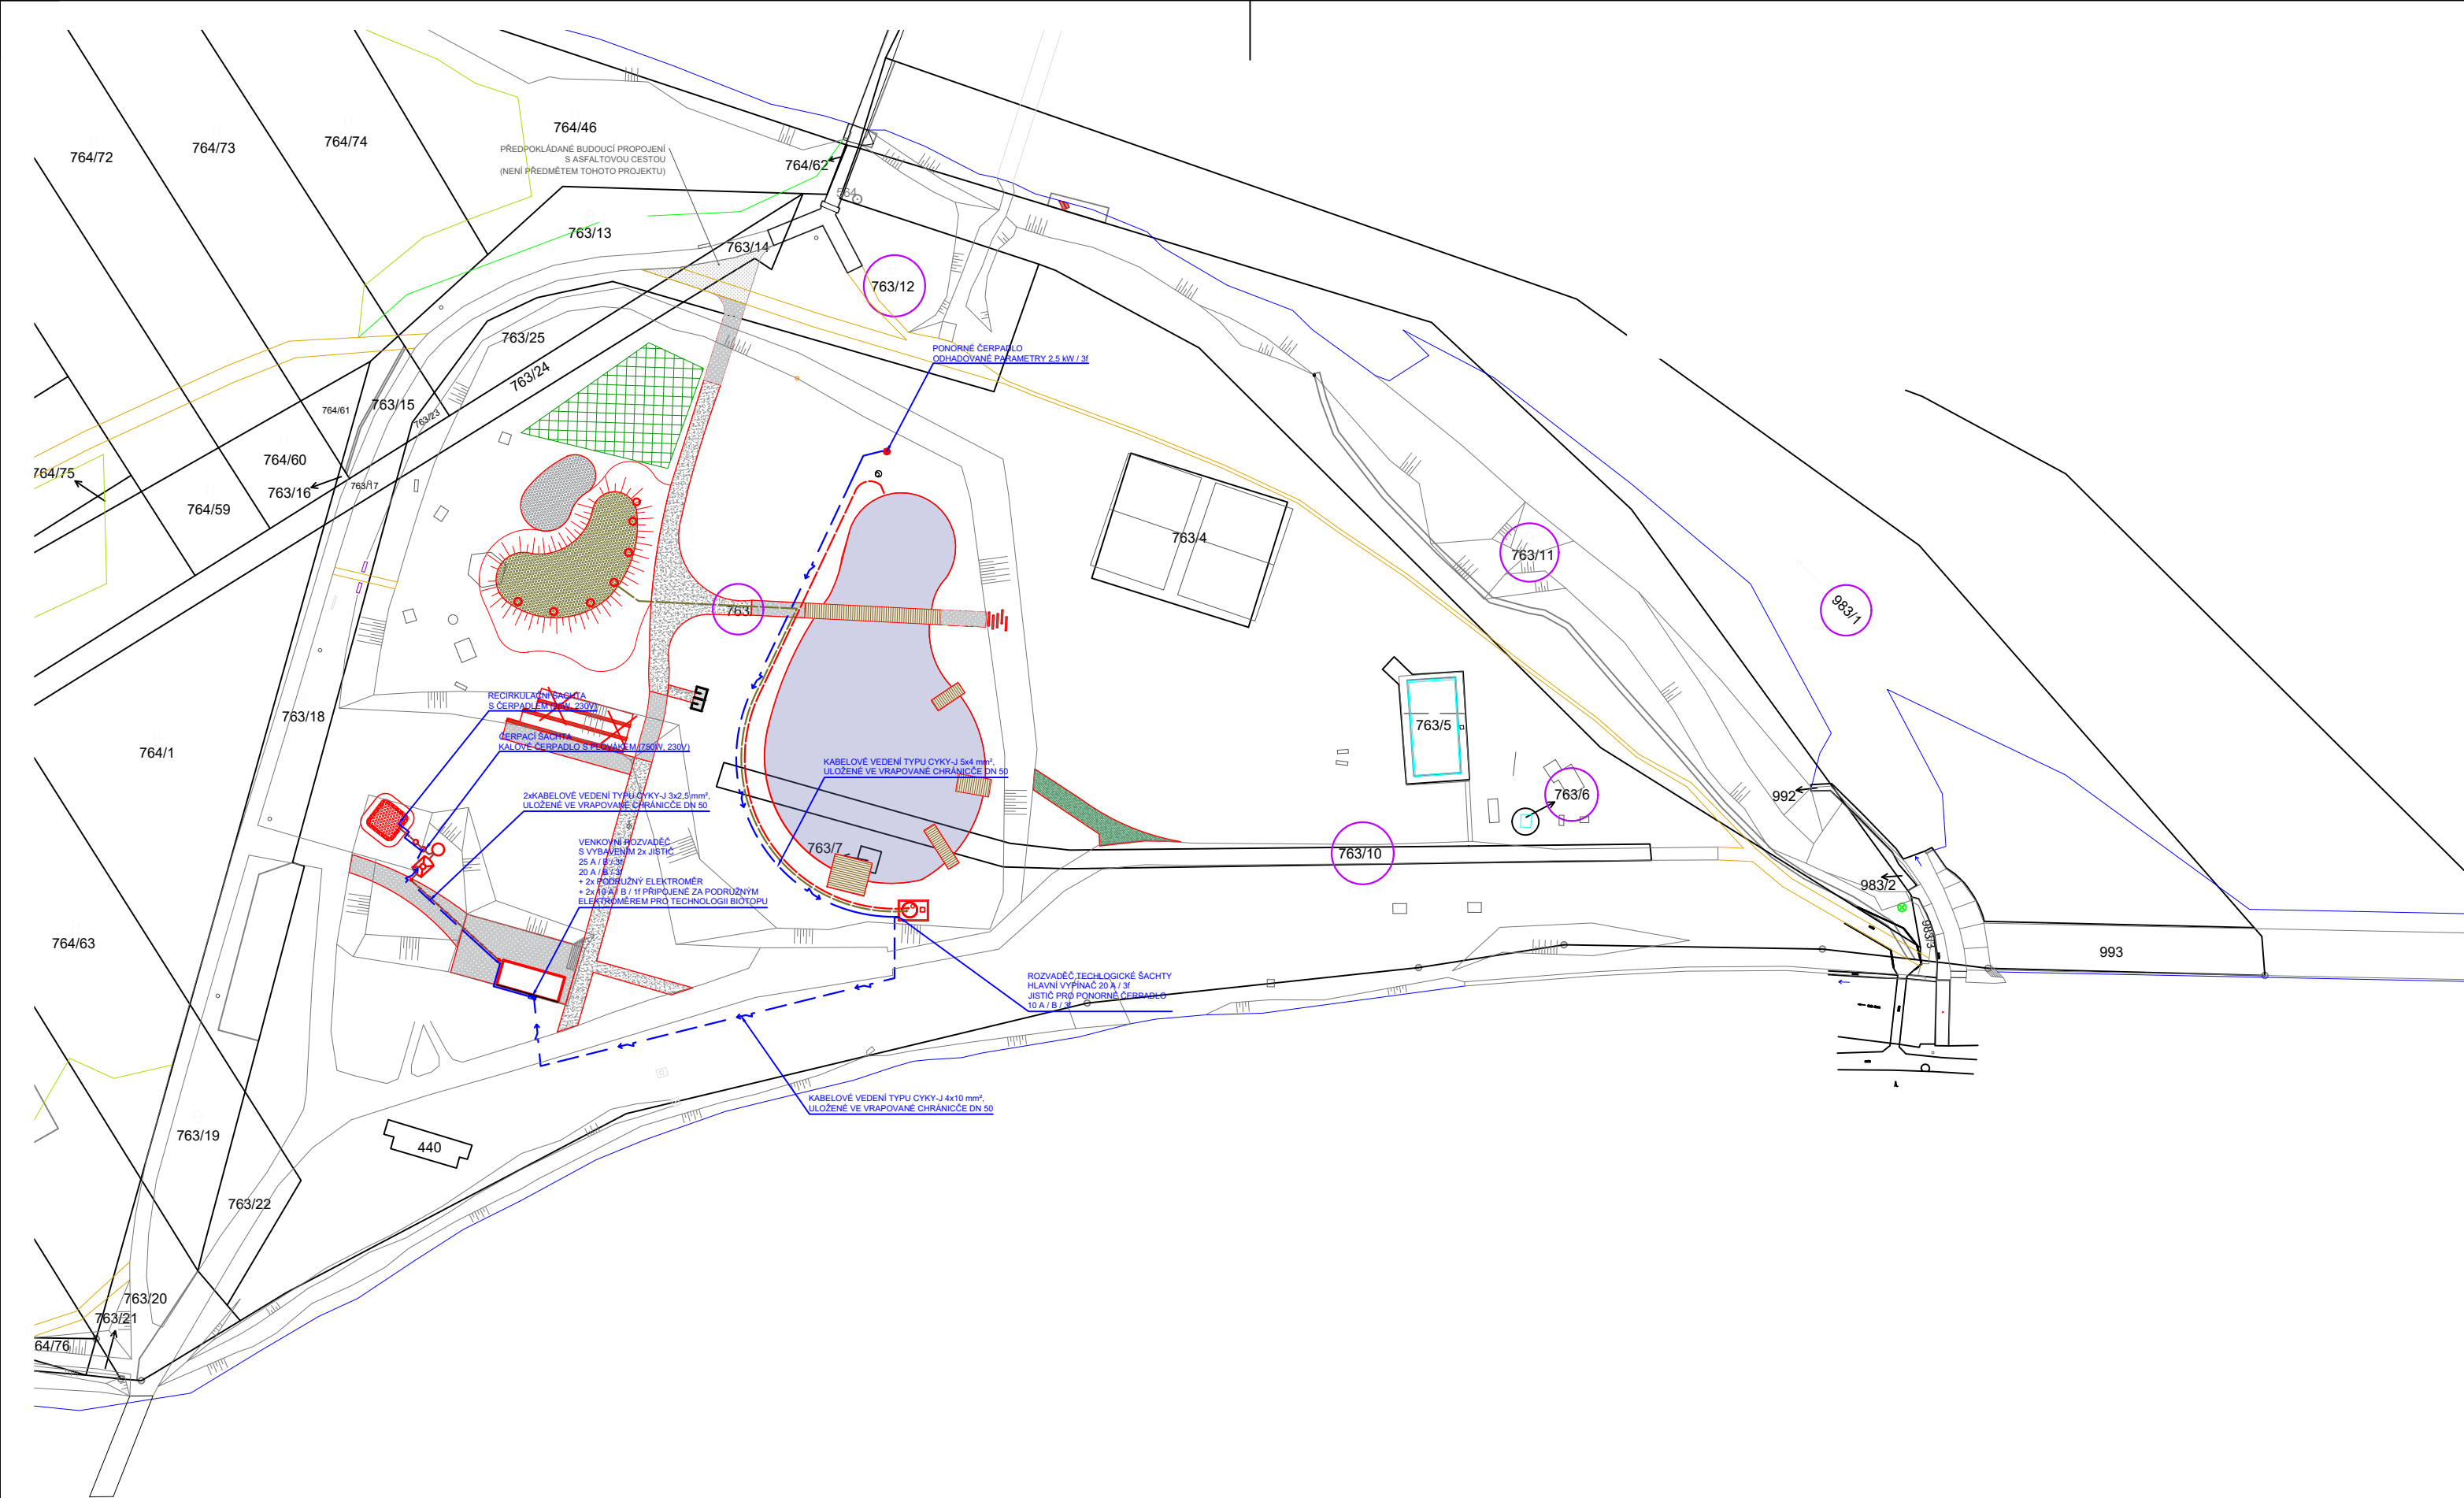 764/46
764/74
764/73
764/72
PŘEDPOKLÁDANÉ BUDOUCÍ PROPOJENÍ
S ASFALTOVOU CESTOU
(NENÍ PŘEDMĚTEM TOHOTO PROJEKTU)
764/62
564
763/13
763/14
763/12
763/25
763/24
PONORNÉ ČERPADLO
ODHADOVANÉ PARAMETRY 2,5 kW / 3f
764/61
763/15
763/23
764/60
764/75
763/16
763/17
764/59
763/4
763/11
983/1
763
RECIRKULAČNÍ ŠACHTA
763/18
763/5
ČERPACÍ ŠACHTA
KALOVÉ ČERPADLO S PLOVÁKEM (750W, 230V)
764/1
KABELOVÉ VEDENÍ TYPU CYKY-J 5x4 mm²,
ULOŽENÉ VE VRAPOVANÉ CHRÁNIČCE DN 50
2xKABELOVÉ VEDENÍ TYPU CYKY-J 3x2,5 mm²,
ULOŽENÉ VE VRAPOVANÉ CHRÁNIČCE DN 50
763/6
992
VENKOVNÍ ROZVADĚČ
S VYBAVENÍM 2x JISTIČ
25 A / B / 3f
20 A / B / 3f
+ 2x PODRUŽNÝ ELEKTROMĚR
+ 2x 10 A / B / 1f PŘIPOJENÉ ZA PODRUŽNÝM
ELEKTROMĚREM PRO TECHNOLOGII BIOTOPU
763/7
763/10
983/2
983/3
764/63
993
ROZVADĚČ TECHLOGICKÉ ŠACHTY
HLAVNÍ VYPÍNAČ 20 A / 3f
JISTIČ PRO PONORNÉ ČERPADLO
10 A / B / 3f
KABELOVÉ VEDENÍ TYPU CYKY-J 4x10 mm²,
ULOŽENÉ VE VRAPOVANÉ CHRÁNIČCE DN 50
763/19
440
763/22
763/20
763/21
64/76